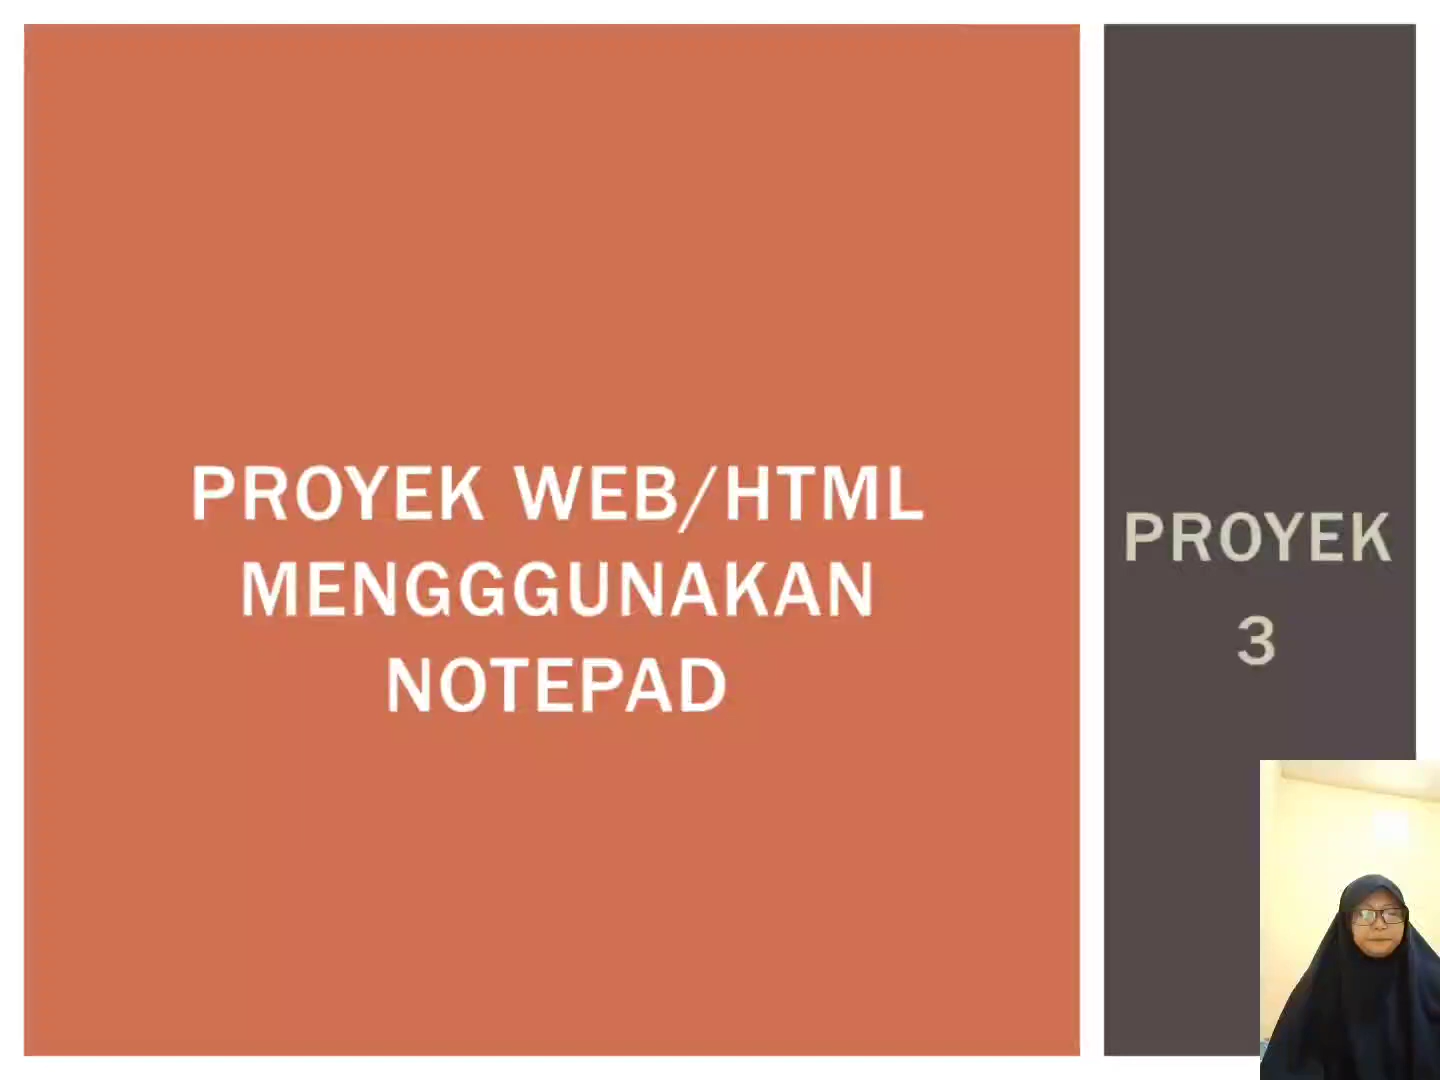 PROYEK WEB/HTML
MENGGGUNAKAN
NOTEPAD
PROYEK
3